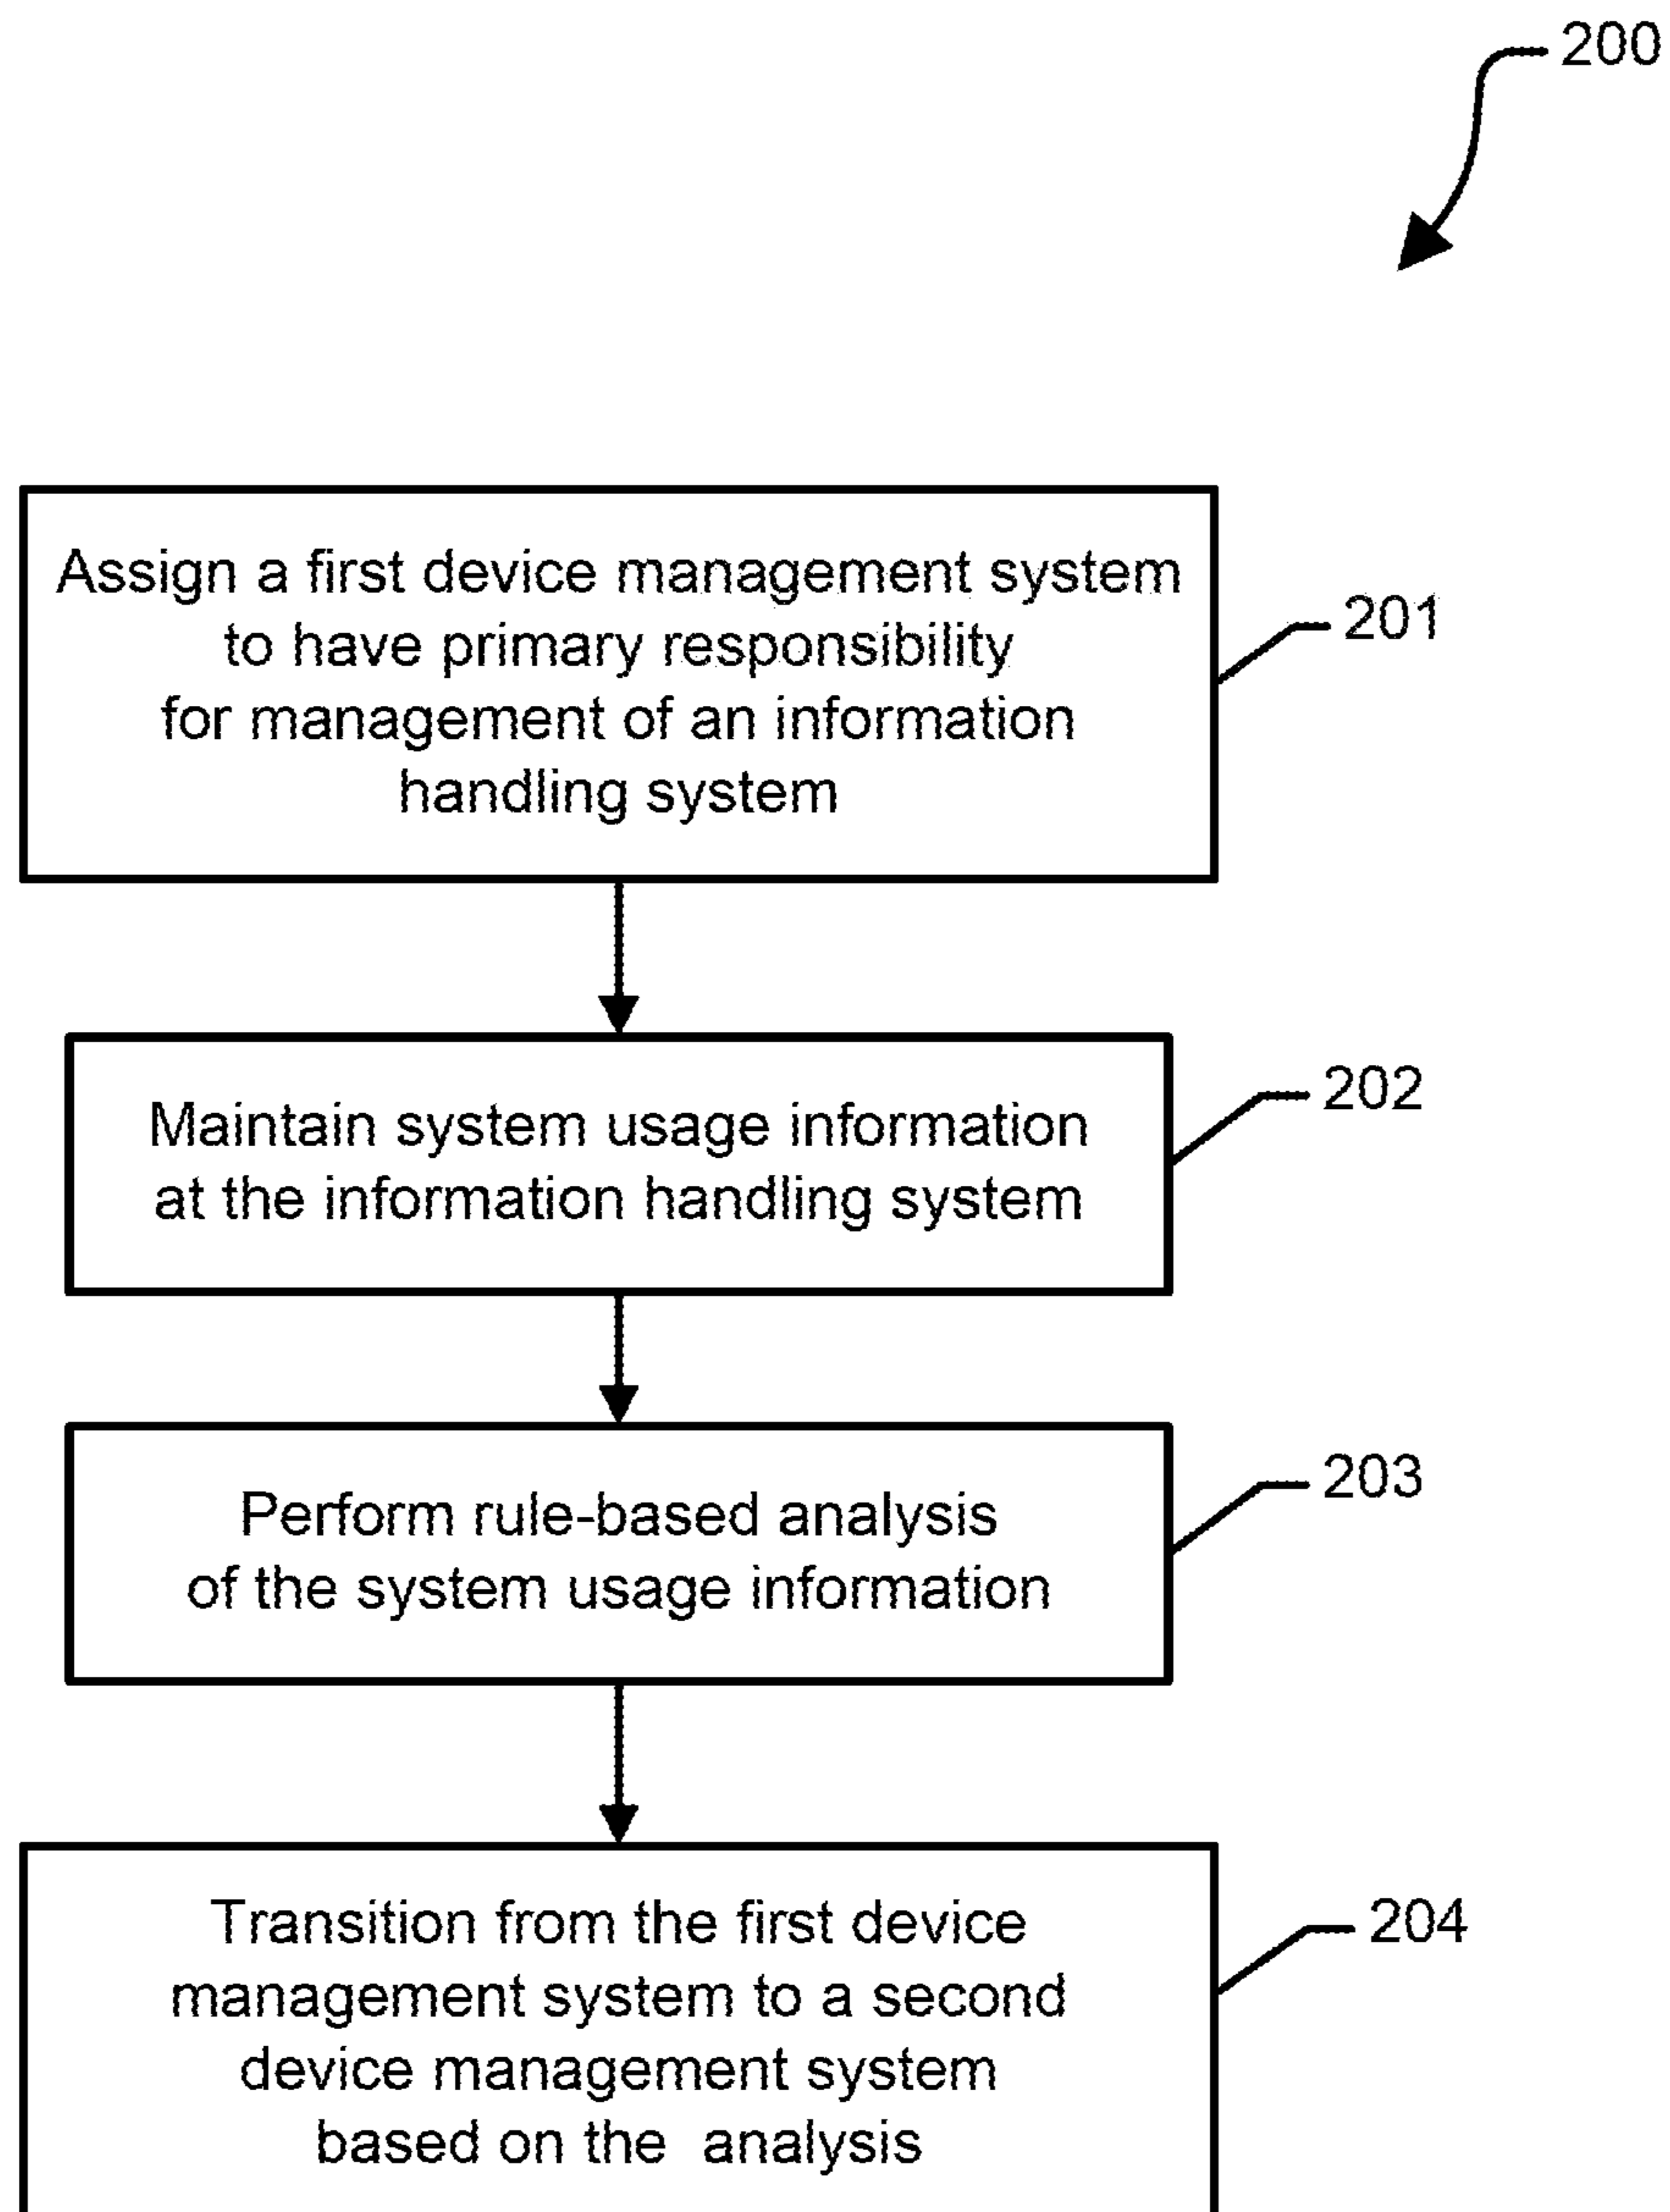 200
Assign a first device management system
to have primary responsibility
for management of an information
handling system
201
Maintain system usage information
at the information handling system
202
Perform rule-based analysis
of the system usage information
203
Transition from the first device
management system to a second
device management system
based on the analysis
204